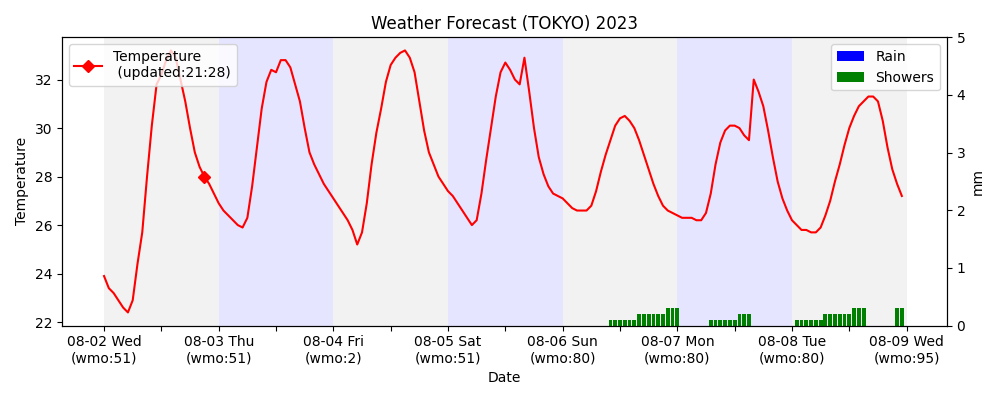 Weather Forecast (TOKYO) 2023
Temperature
(updated:21:28)
Rain
Showers
Temperature
32
30
28
26
24
22
5
4
3
2
1
0
mm
08-02 Wed
(wmo:51)
08-03 Thu
(wmo:51)
08-04 Fri
(wmo:2)
08-05 Sat
(wmo:51)
08-06 Sun
(wmo:80)
08-07 Mon
(wmo:80)
08-08 Tue
(wmo:80)
08-09 Wed
(wmo:95)
Date